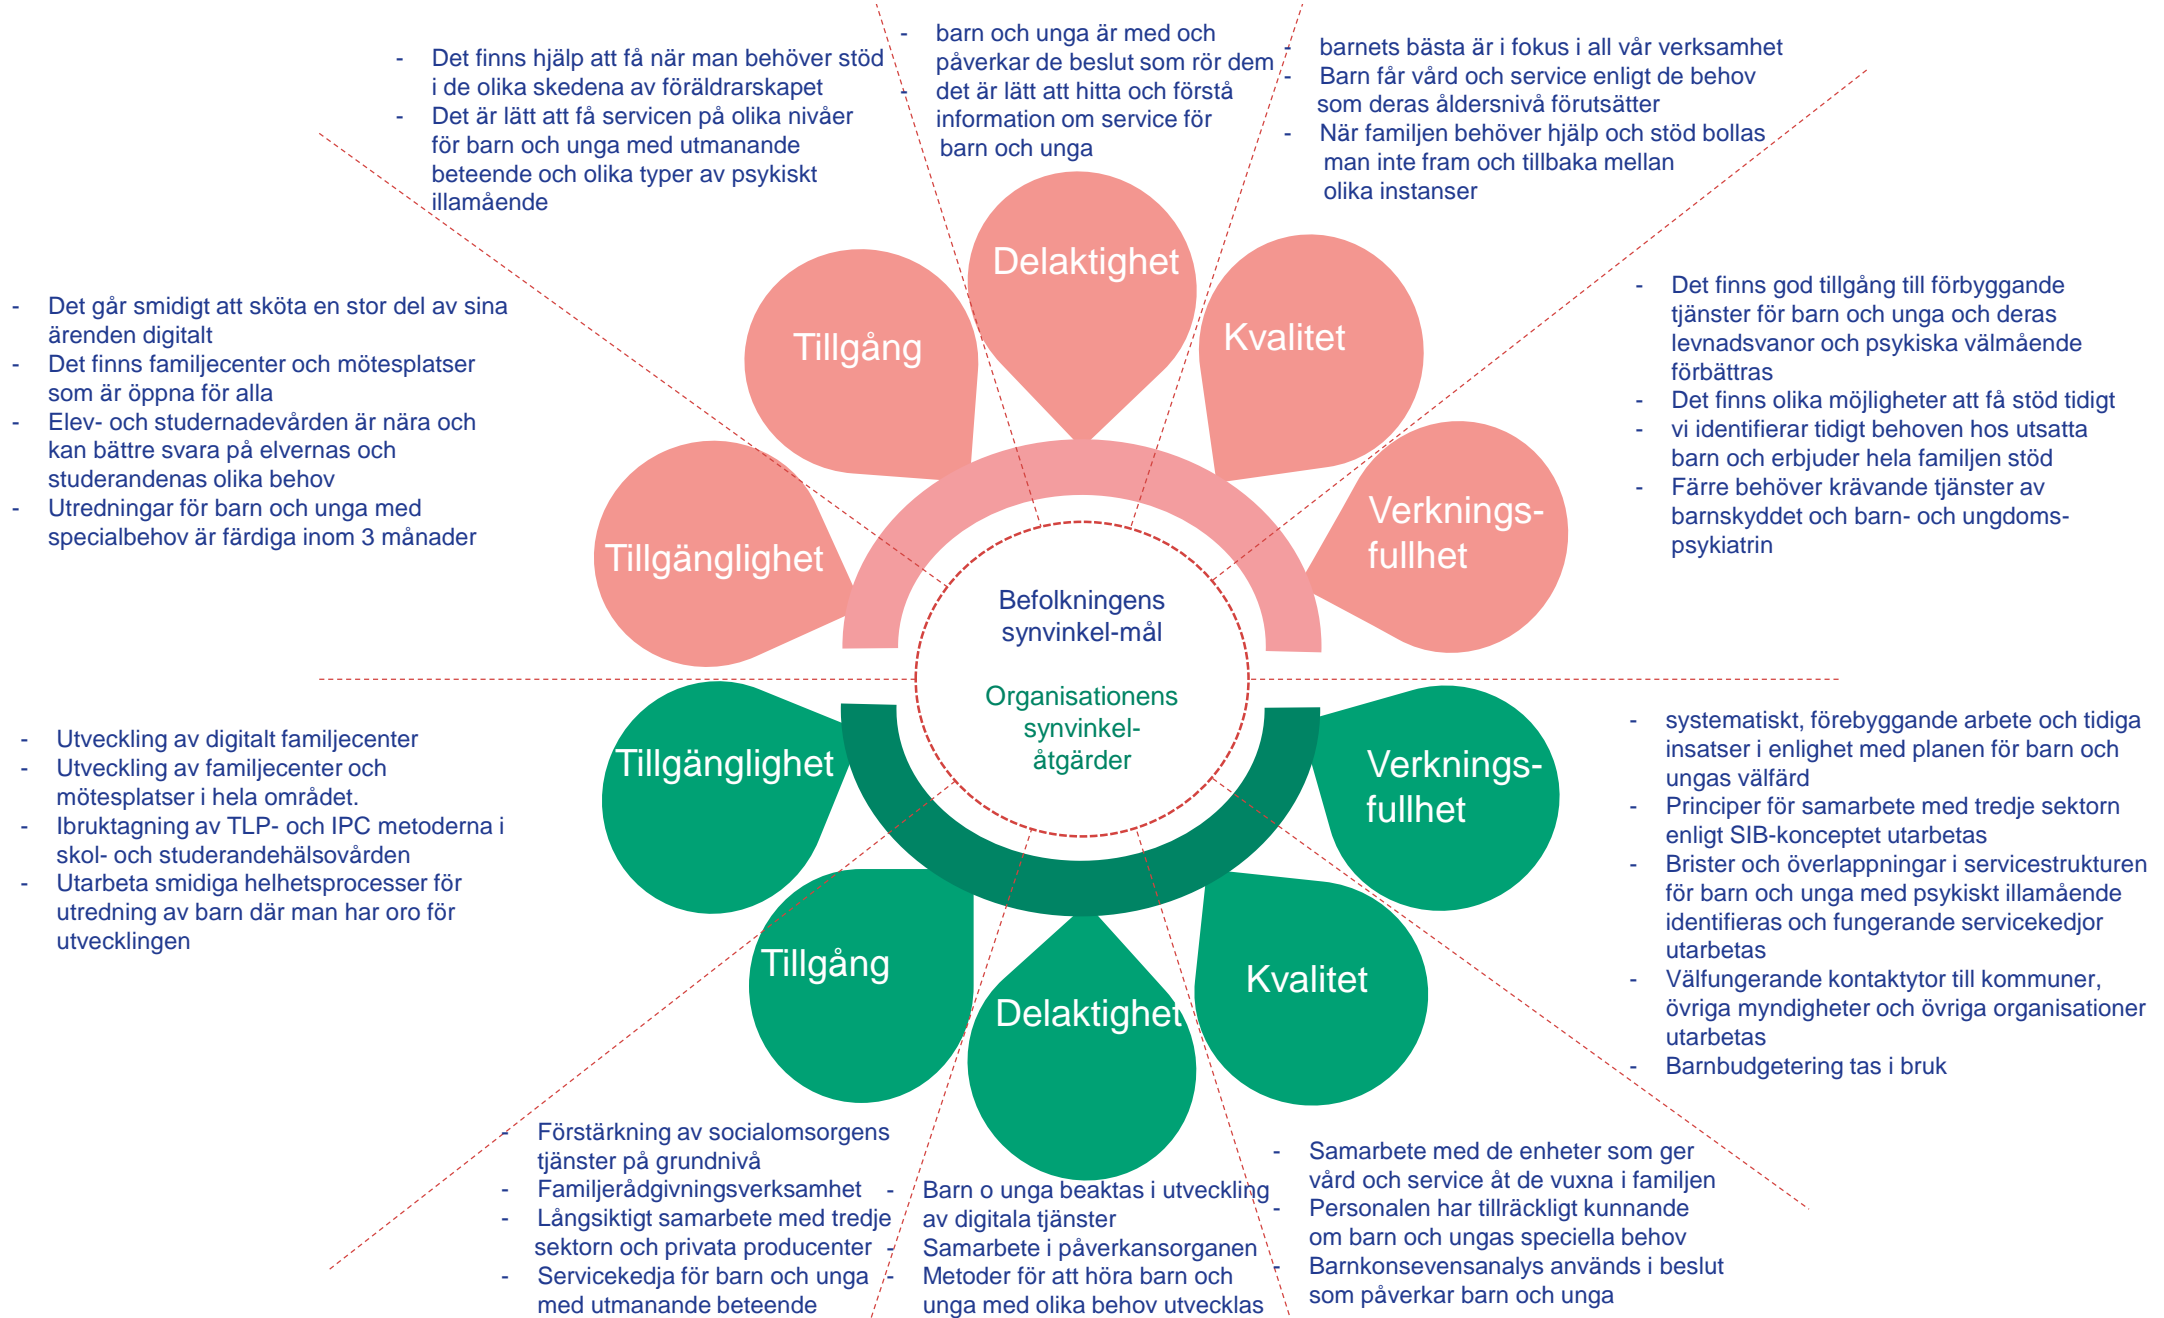 - Det finns hjälp att få när man behöver stöd
i de olika skedena av föräldrarskapet
- Det är lätt att få servicen på olika nivåer
för barn och unga med utmanande
beteende och olika typer av psykiskt
illamående
- barn och unga är med och
påverkar de beslut som rör dem
- det är lätt att hitta och förstå
information om service för
barn och unga
- barnets bästa är i fokus i all vår verksamhet
- Barn får vård och service enligt de behov
som deras åldersnivå förutsätter
- När familjen behöver hjälp och stöd bollas
man inte fram och tillbaka mellan
olika instanser
- Det går smidigt att sköta en stor del av sina
ärenden digitalt
- Det finns familjecenter och mötesplatser
som är öppna för alla
- Elev- och studernadevården är nära och
kan bättre svara på elvernas och
studerandenas olika behov
- Utredningar för barn och unga med
specialbehov är färdiga inom 3 månader
Tillgänglighet
Tillgång
Delaktighet
Kvalitet
Verknings-
fullhet
- Det finns god tillgång till förbyggande
tjänster för barn och unga och deras
levnadsvanor och psykiska välmående
förbättras
- Det finns olika möjligheter att få stöd tidigt
- vi identifierar tidigt behoven hos utsatta
barn och erbjuder hela familjen stöd
- Färre behöver krävande tjänster av
barnskyddet och barn- och ungdoms-
psykiatrin
Befolkningens
synvinkel-mål
Organisationens
synvinkel-
åtgärder
- Utveckling av digitalt familjecenter
- Utveckling av familjecenter och
mötesplatser i hela området.
- Ibruktagning av TLP- och IPC metoderna i
skol- och studerandehälsovården
- Utarbeta smidiga helhetsprocesser för
utredning av barn där man har oro för
utvecklingen
Tillgänglighet
Tillgång
Delaktighet
Kvalitet
Verknings-
fullhet
- systematiskt, förebyggande arbete och tidiga
insatser i enlighet med planen för barn och
ungas välfärd
- Principer för samarbete med tredje sektorn
enligt SIB-konceptet utarbetas
- Brister och överlappningar i servicestrukturen
för barn och unga med psykiskt illamående
identifieras och fungerande servicekedjor
utarbetas
- Välfungerande kontaktytor till kommuner,
övriga myndigheter och övriga organisationer
utarbetas
- Barnbudgetering tas i bruk
- Förstärkning av socialomsorgens
tjänster på grundnivå
- Familjerådgivningsverksamhet
- Långsiktigt samarbete med tredje
sektorn och privata producenter
- Servicekedja för barn och unga
med utmanande beteende
- Barn o unga beaktas i utveckling
av digitala tjänster
- Samarbete i påverkansorganen
- Metoder för att höra barn och
unga med olika behov utvecklas
- Samarbete med de enheter som ger
vård och service åt de vuxna i familjen
- Personalen har tillräckligt kunnande
om barn och ungas speciella behov
- Barnkonsevensanalys används i beslut
som påverkar barn och unga